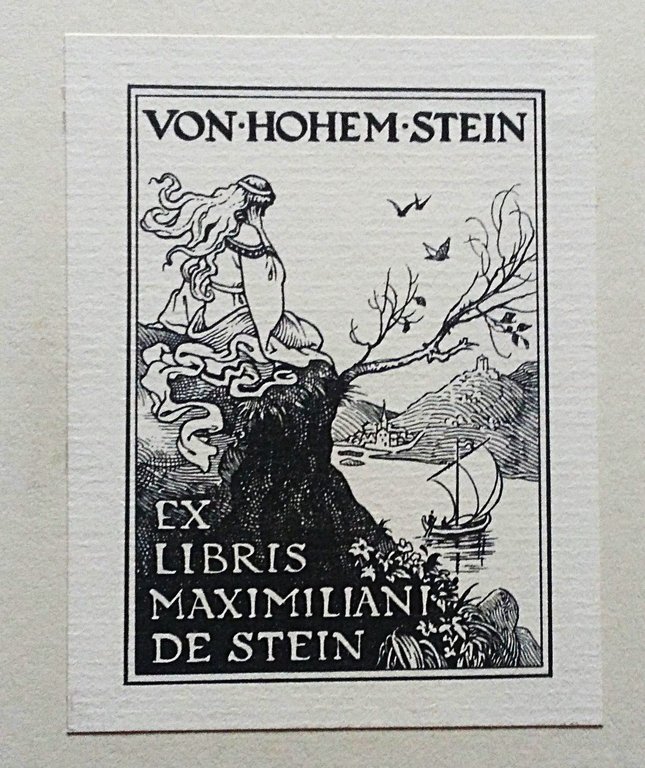 VON·HOHEM·STEIN
EX
LIBRIS
MAXIMILIANI
DE STEIN